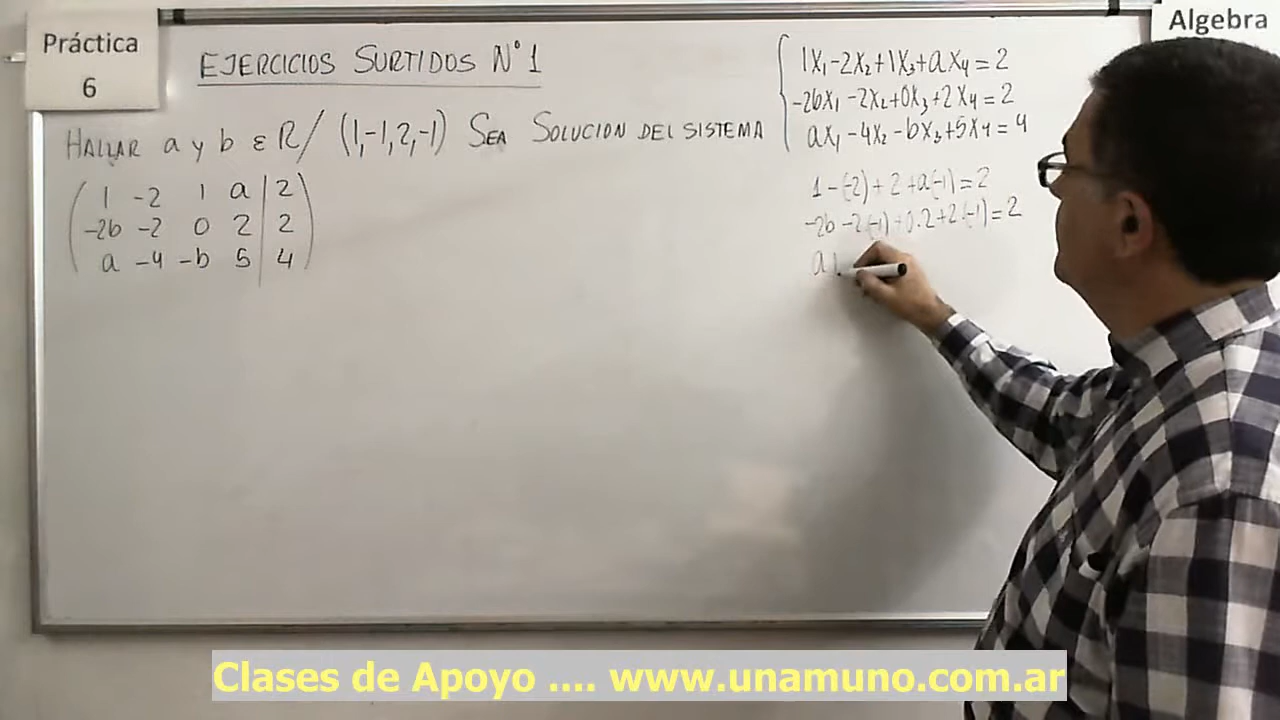 Práctica
6
Algebra
EJERCICIOS SURTIDOS N° 1
HALLAR a y b ε R / (1,-1,2,-1) SEA SOLUCION DEL SISTEMA
1X₁-2X₂+1X₃+aX₄=2
-2bX₁-2X₂+0X₃+2X₄=2
aX₁-4X₂-bX₃+5X₄=4
1 -2 1 a | 2
-2b -2 0 2 | 2
a -4 -b 5 | 4
1-(-2)+2+a(-1)=2
-2b-2(-1)+0.2+2.(-1)=2
a
Clases de Apoyo .... www.unamuno.com.ar